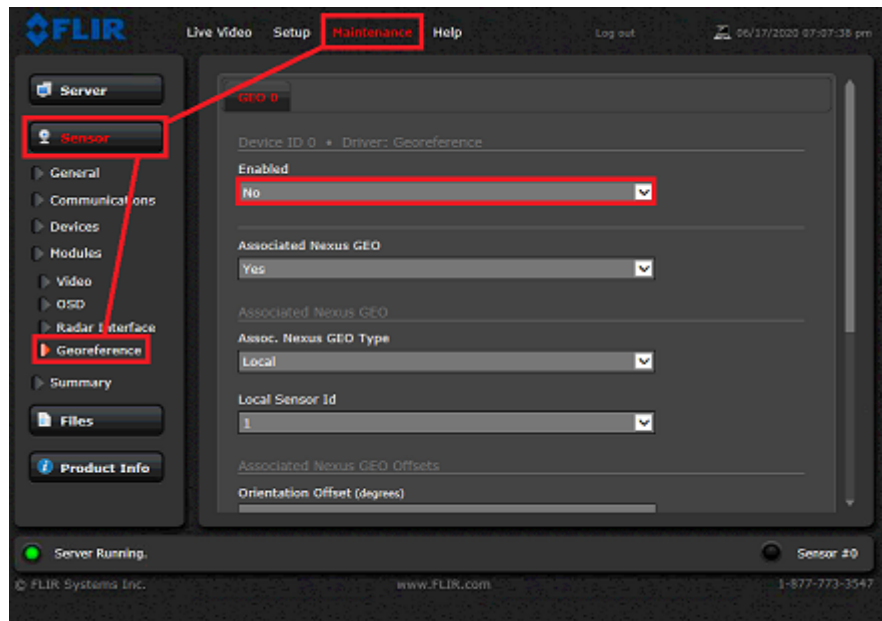 FLIR
Live Video Setup Maintenance Help Log out 06/17/2020 07:07:38 pm
Server
Sensor
General
Communications
Devices
Modules
Video
OSD
Radar Interface
Georeference
Summary
Files
Product Info
GEO 0
Device ID 0 • Driver: Georeference
Enabled
No
Associated Nexus GEO
Yes
Associated Nexus GEO
Assoc. Nexus GEO Type
Local
Local Sensor Id
1
Associated Nexus GEO Offsets
Orientation Offset (degrees)
Server Running.
Sensor #0
© FLIR Systems Inc. www.FLIR.com 1-877-773-3547